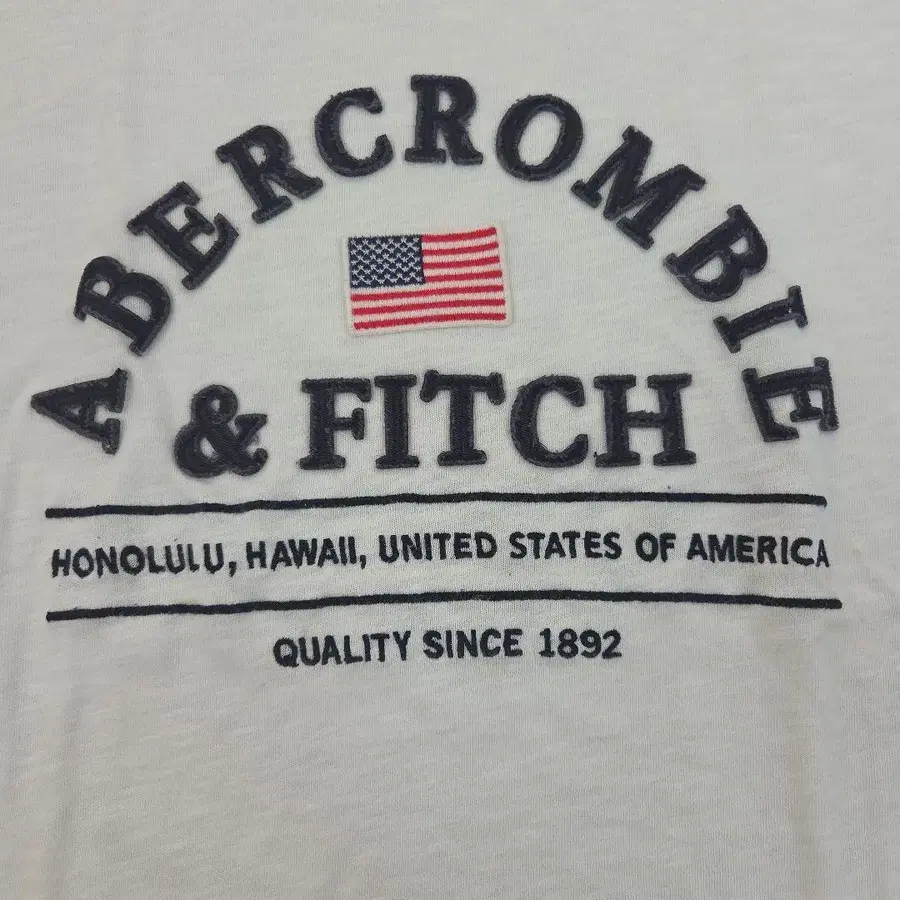 ABERCROMBIE
& FITCH
HONOLULU, HAWAII, UNITED STATES OF AMERICA
QUALITY SINCE 1892